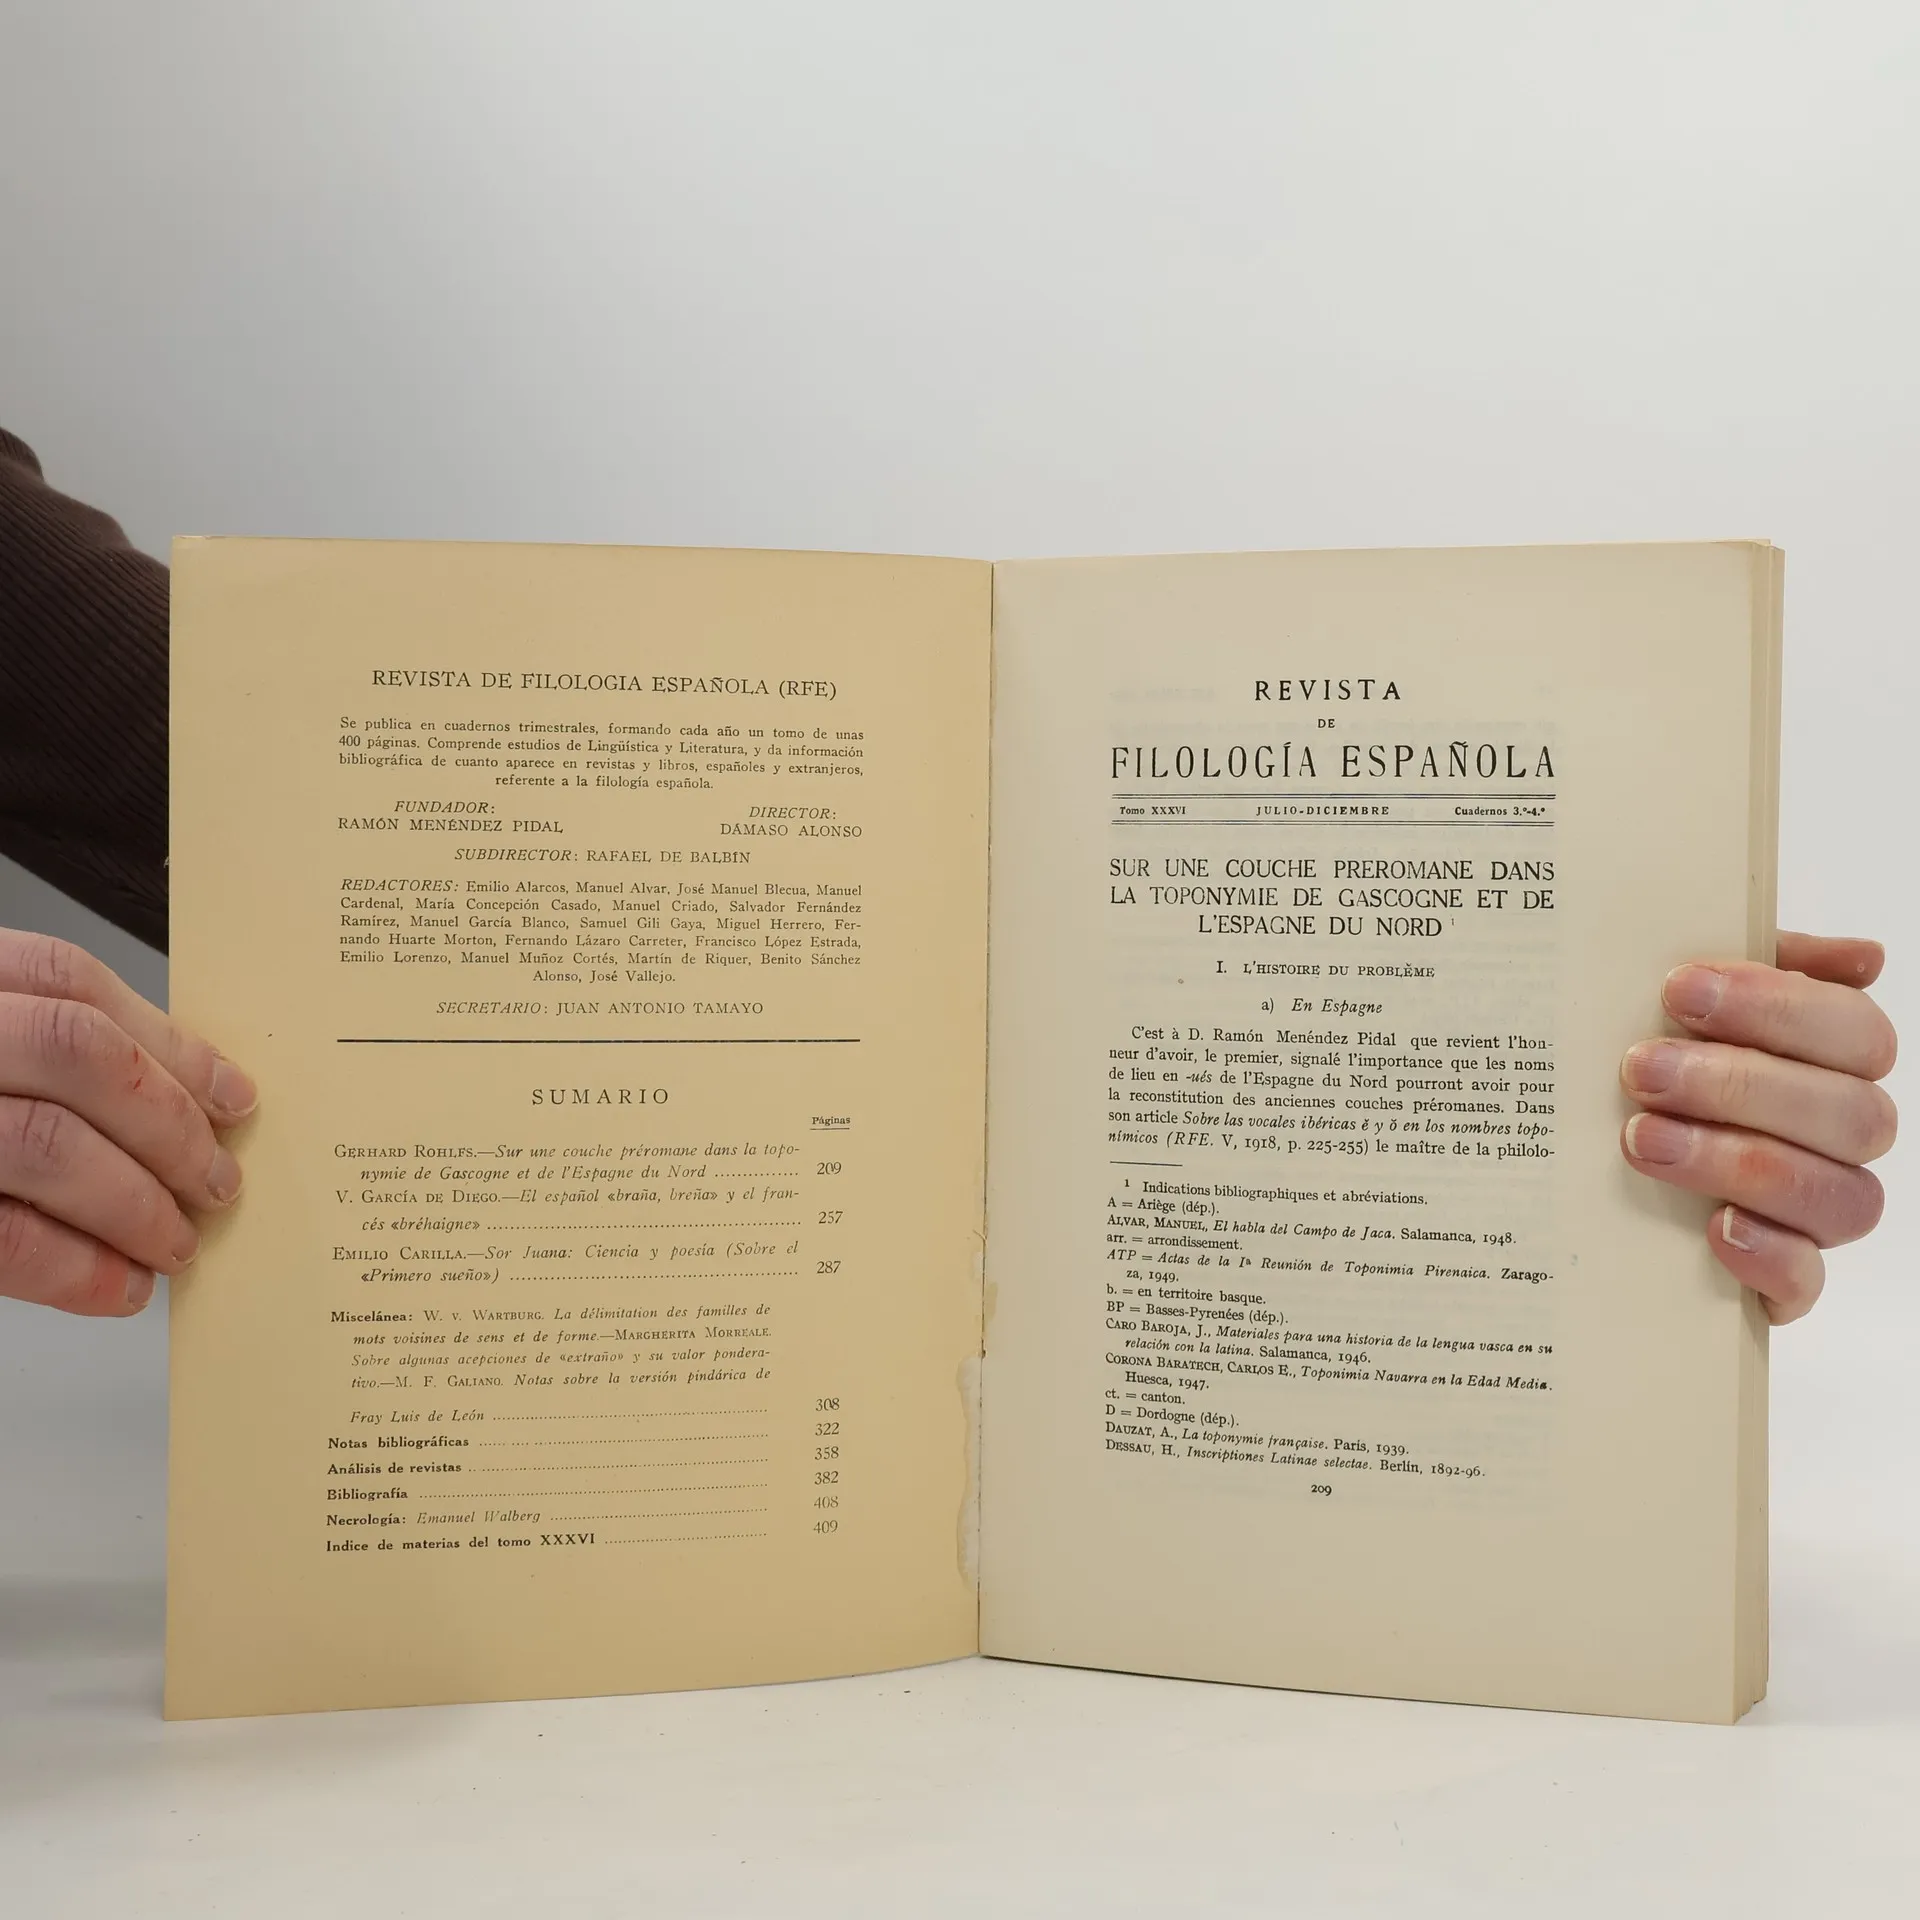 REVISTA DE FILOLOGIA ESPAÑOLA (RFE)
Se publica en cuadernos trimestrales, formando cada año un tomo de unas
400 páginas. Comprende estudios de Lingüística y Literatura, y da información
bibliográfica de cuanto aparece en revistas y libros, españoles y extranjeros,
referente a la filología española.
FUNDADOR:
RAMÓN MENÉNDEZ PIDAL
DIRECTOR:
DÁMASO ALONSO
SUBDIRECTOR: RAFAEL DE BALBÍN
REDACTORES: Emilio Alarcos, Manuel Alvar, José Manuel Blecua, Manuel
Cardenal, María Concepción Casado, Manuel Criado, Salvador Fernández
Ramírez, Manuel García Blanco, Samuel Gili Gaya, Miguel Herrero, Fer-
nando Huarte Morton, Fernando Lázaro Carreter, Francisco López Estrada,
Emilio Lorenzo, Manuel Muñoz Cortés, Martín de Riquer, Benito Sánchez
Alonso, José Vallejo.
SECRETARIO: JUAN ANTONIO TAMAYO
SUMARIO
Páginas
GERHARD ROHLFS.—Sur une couche préromane dans la topo-
nymie de Gascogne et de l'Espagne du Nord .............. 209
V. GARCÍA DE DIEGO.—El español «braña, breña» y el fran-
cés «bréhaigne» .............. 257
EMILIO CARILLA.—Sor Juana: Ciencia y poesía (Sobre el
«Primero sueño») .............. 287
Miscelánea: W. v. WARTBURG. La délimitation des familles de
mots voisines de sens et de forme.—MARGHERITA MORREALE.
Sobre algunas acepciones de «extraño» y su valor pondera-
tivo.—M. F. GALIANO. Notas sobre la versión pindárica de
Fray Luis de León .............. 308
Notas bibliográficas .............. 322
Análisis de revistas .............. 358
Bibliografía .............. 382
Necrología: Emanuel Walberg .............. 408
Indice de materias del tomo XXXVI .............. 409
REVISTA
DE
FILOLOGÍA ESPAÑOLA
Tomo XXXVI JULIO-DICIEMBRE Cuadernos 3.º-4.º
SUR UNE COUCHE PREROMANE DANS
LA TOPONYMIE DE GASCOGNE ET DE
L'ESPAGNE DU NORD ¹
I. L'HISTOIRE DU PROBLĚME
a) En Espagne
C'est à D. Ramón Menéndez Pidal que revient l'hon-
neur d'avoir, le premier, signalé l'importance que les noms
de lieu en -ués de l'Espagne du Nord pourront avoir pour
la reconstitution des anciennes couches préromanes. Dans
son article Sobre las vocales ibéricas ě y ǒ en los nombres topo-
nímicos (RFE. V, 1918, p. 225-255) le maître de la philolo-
¹ Indications bibliographiques et abréviations.
A = Ariège (dép.).
ALVAR, MANUEL, El habla del Campo de Jaca. Salamanca, 1948.
arr. = arrondissement.
ATP = Actas de la Iª Reunión de Toponimia Pirenaica. Zarago-
za, 1949.
b. = en territoire basque.
BP = Basses-Pyrenées (dép.).
CARO BAROJA, J., Materiales para una historia de la lengua vasca en su
relación con la latina. Salamanca, 1946.
CORONA BARATECH, CARLOS E., Toponimia Navarra en la Edad Media.
Huesca, 1947.
ct. = canton.
D = Dordogne (dép.).
DAUZAT, A., La toponymie française. París, 1939.
DESSAU, H., Inscriptiones Latinae selectae. Berlín, 1892-96.
209